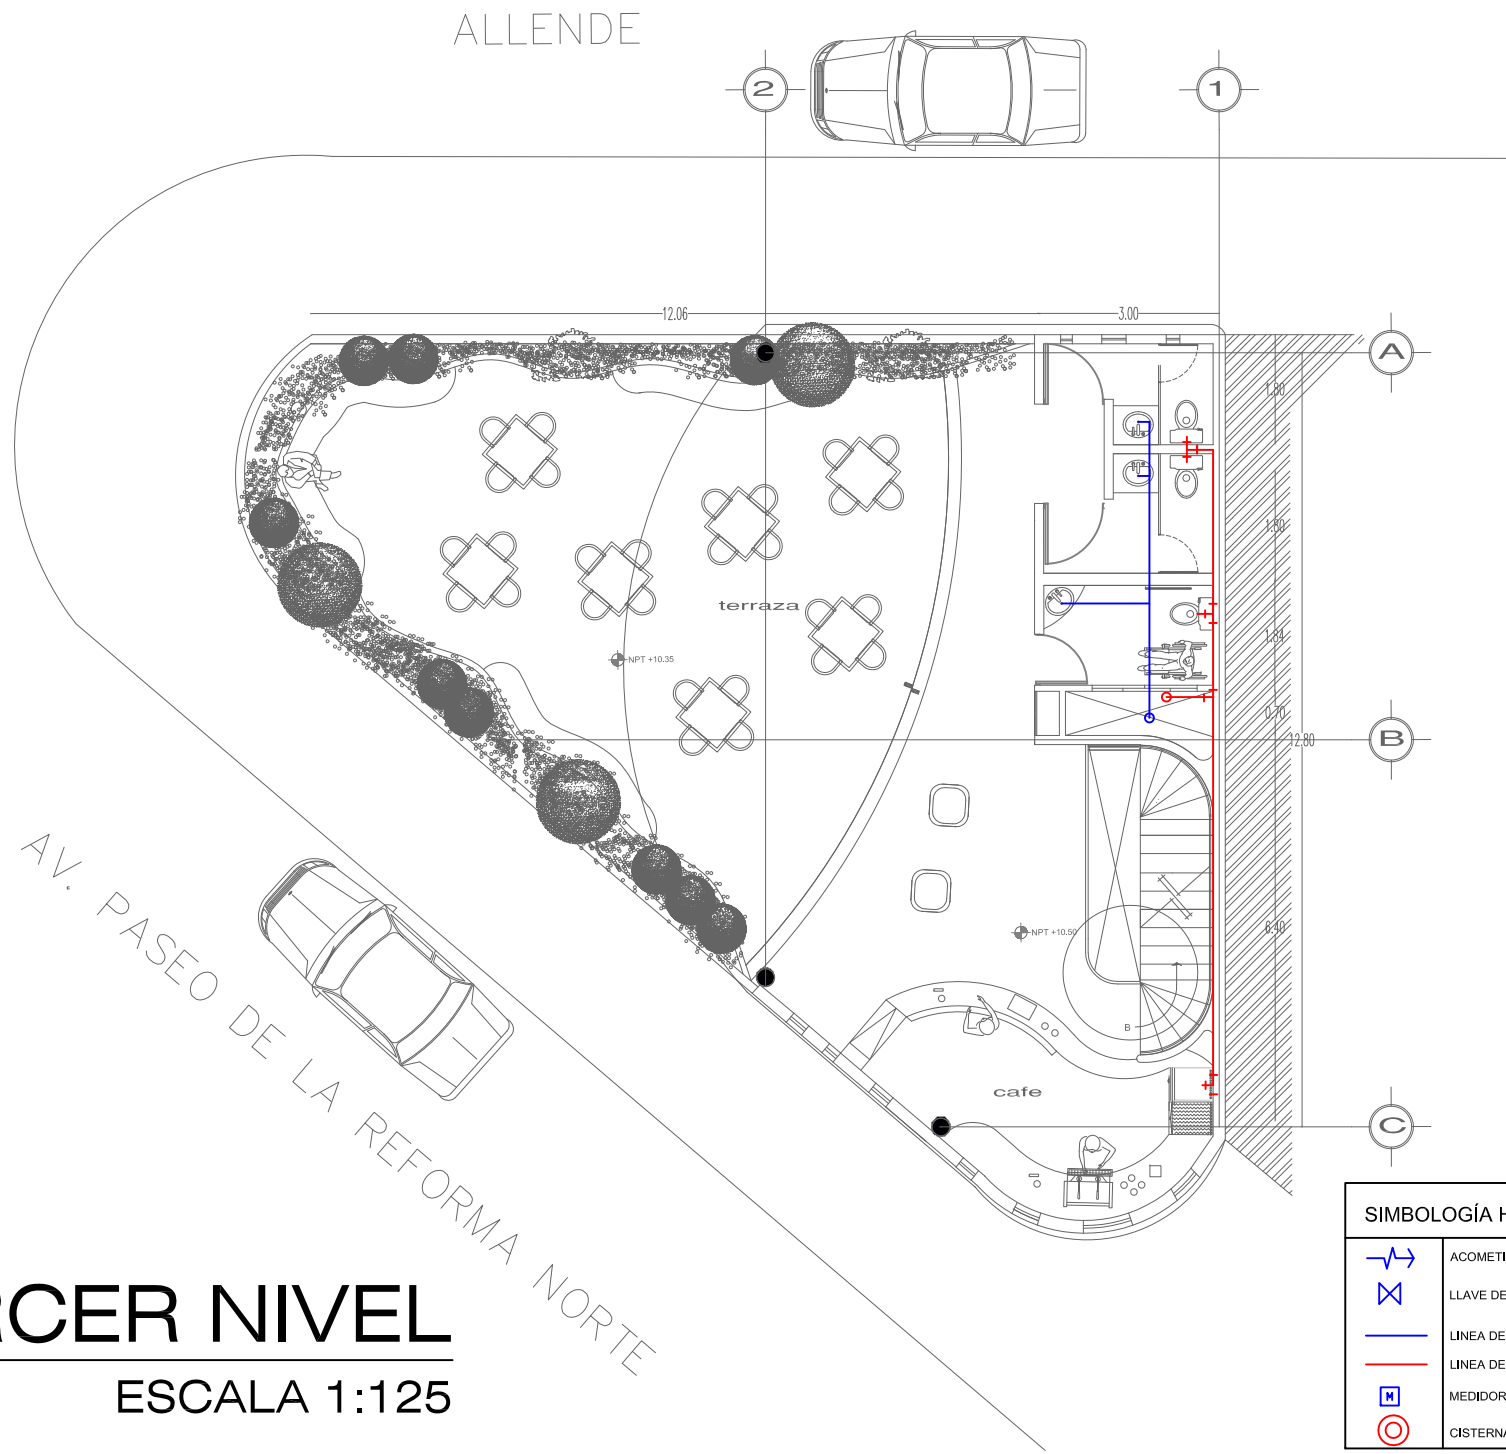 ALLENDE
2
1
12.06
3.00
A
1.80
1.80
terraza
NPT +10.35
1.84
0.70
12.80
B
NPT +10.50
6.40
B
cafe
C
AV. PASEO DE LA REFORMA NORTE
RCER NIVEL
ESCALA 1:125
SIMBOLOGÍA H
ACOMETI
LLAVE DE
LINEA DE
LINEA DE
M MEDIDOR
CISTERNA